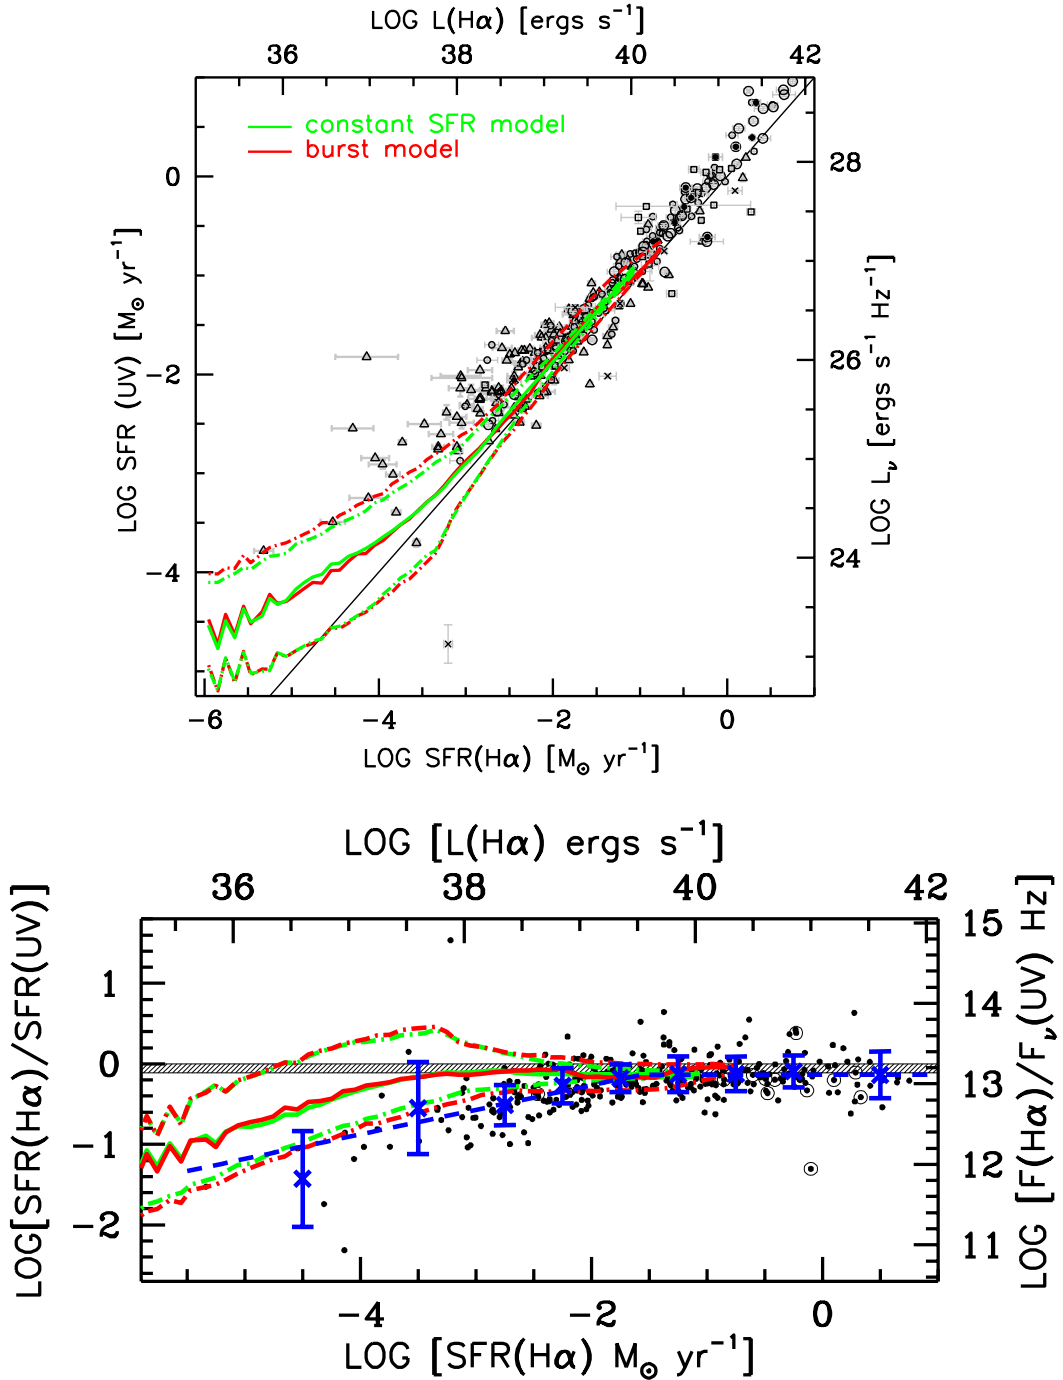 LOG L(Hα) [ergs s⁻¹]
36 38 40 42
constant SFR model
burst model
LOG SFR (UV) [M⊙ yr⁻¹]
0
−2
−4
28
26
24
LOG Lν [ergs s⁻¹ Hz⁻¹]
−6 −4 −2 0
LOG SFR(Hα) [M⊙ yr⁻¹]
LOG [L(Hα) ergs s⁻¹]
36 38 40 42
LOG[SFR(Hα)/SFR(UV)]
1
0
−1
−2
15
14
13
12
11
LOG [F(Hα)/Fν(UV) Hz]
−4 −2 0
LOG [SFR(Hα) M⊙ yr⁻¹]